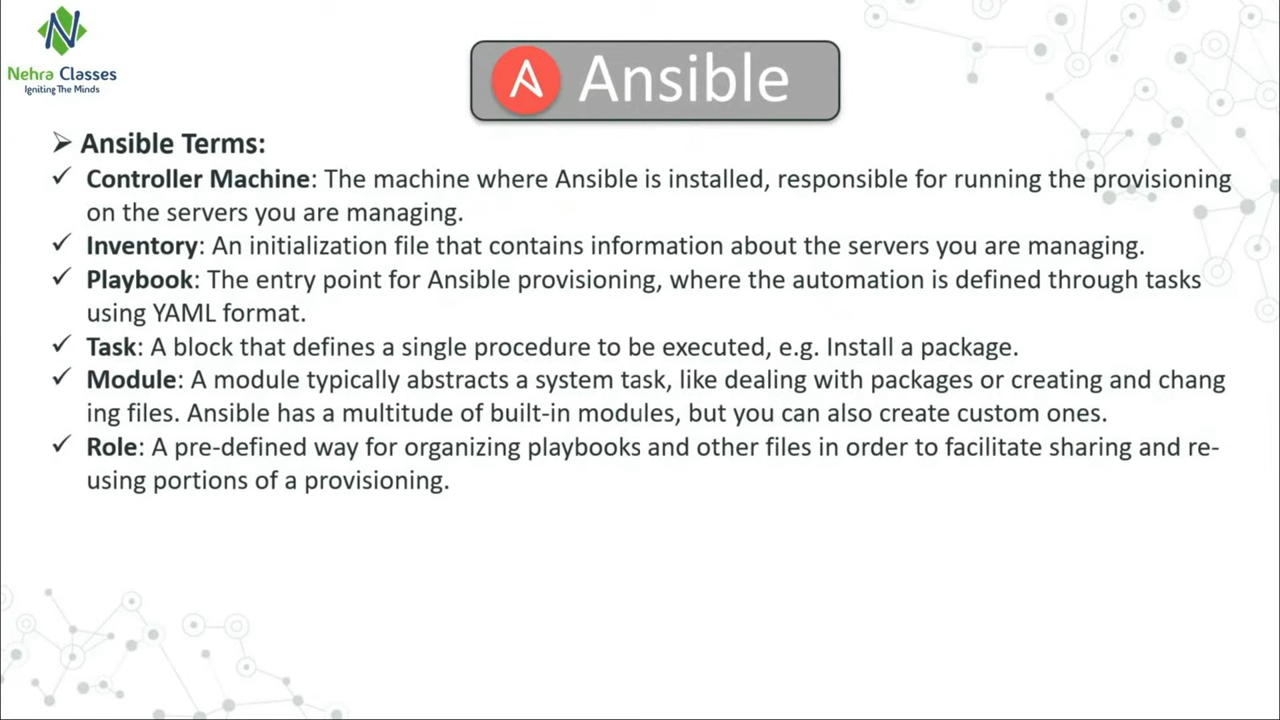 Nehra Classes
Igniting The Minds
Ansible
➢ Ansible Terms:
✓ Controller Machine: The machine where Ansible is installed, responsible for running the provisioning
on the servers you are managing.
✓ Inventory: An initialization file that contains information about the servers you are managing.
✓ Playbook: The entry point for Ansible provisioning, where the automation is defined through tasks
using YAML format.
✓ Task: A block that defines a single procedure to be executed, e.g. Install a package.
✓ Module: A module typically abstracts a system task, like dealing with packages or creating and chang
ing files. Ansible has a multitude of built-in modules, but you can also create custom ones.
✓ Role: A pre-defined way for organizing playbooks and other files in order to facilitate sharing and re-
using portions of a provisioning.